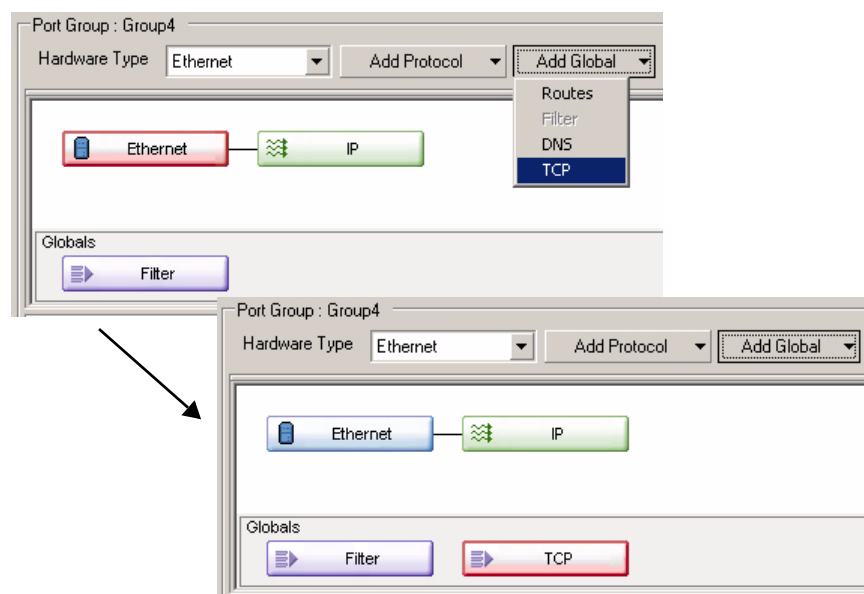 Port Group : Group4
Hardware Type Ethernet Add Protocol Add Global
Routes
Filter
DNS
TCP
Ethernet IP
Globals
Filter
Port Group : Group4
Hardware Type Ethernet Add Protocol Add Global
Ethernet IP
Globals
Filter TCP